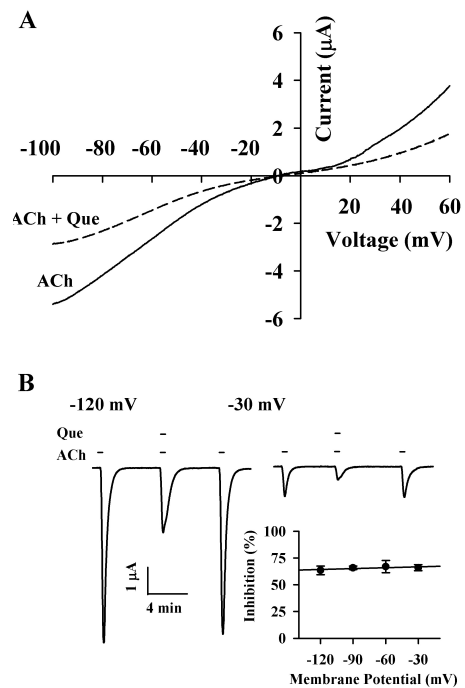 A
Current (µA)
6
4
2
0
-2
-4
-6
-100 -80 -60 -40 -20
20 40 60
Voltage (mV)
ACh + Que
ACh
B
-120 mV -30 mV
Que
ACh
1 µA
4 min
Inhibition (%)
100
75
50
25
0
-120 -90 -60 -30
Membrane Potential (mV)